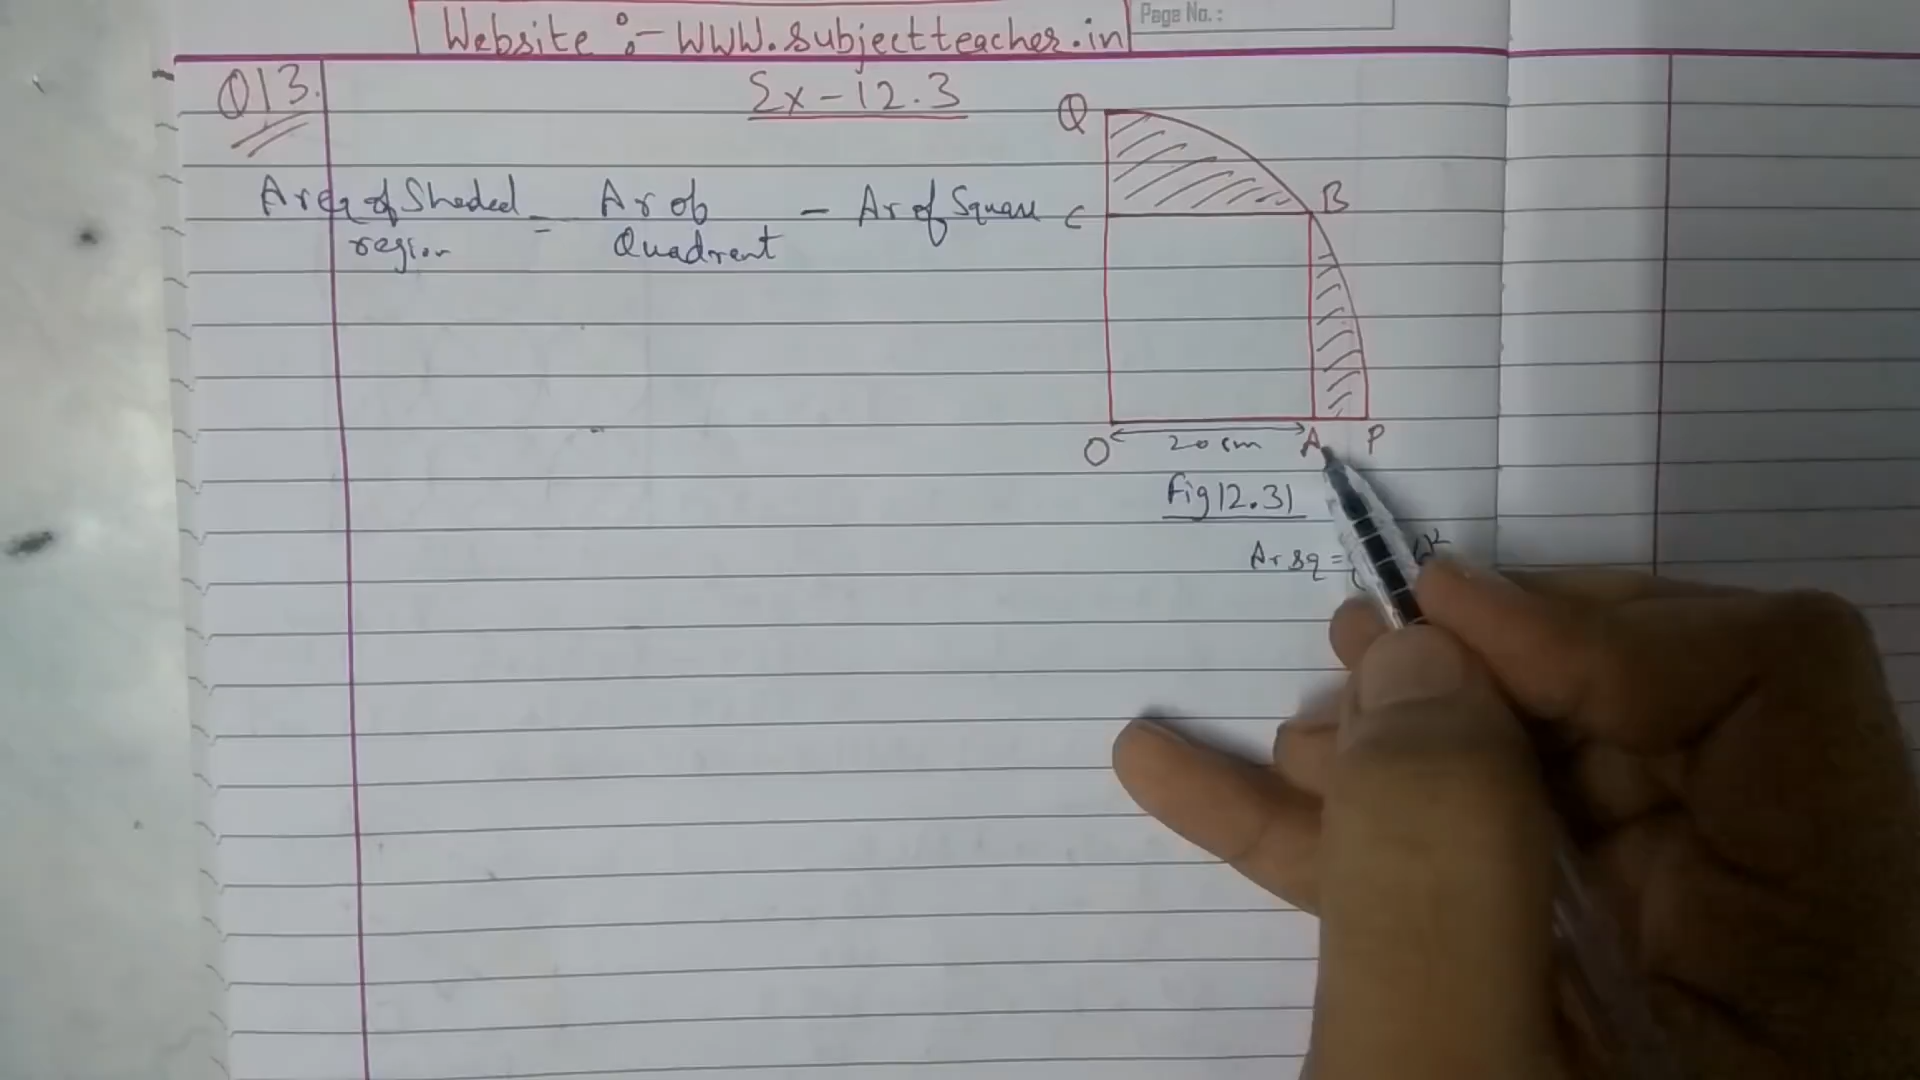 Website :- WWW.subjectteacher.in
Page No.:
Q13.
Ex-12.3
Q
Area of Shaded region = Ar of Quadrent - Ar of Square
B
C
O
20 cm
A
P
Fig 12.31
Ar sq =